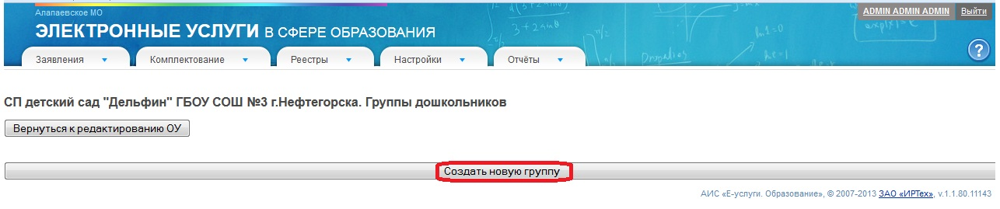 Алапаевское МО
ADMIN ADMIN ADMIN Выйти
ЭЛЕКТРОННЫЕ УСЛУГИ В СФЕРЕ ОБРАЗОВАНИЯ
Заявления Комплектование Реестры Настройки Отчёты ?
СП детский сад "Дельфин" ГБОУ СОШ №3 г.Нефтегорска. Группы дошкольников
Вернуться к редактированию ОУ
Создать новую группу
АИС «Е-услуги. Образование», © 2007-2013 ЗАО «ИРТех», v.1.1.80.11143